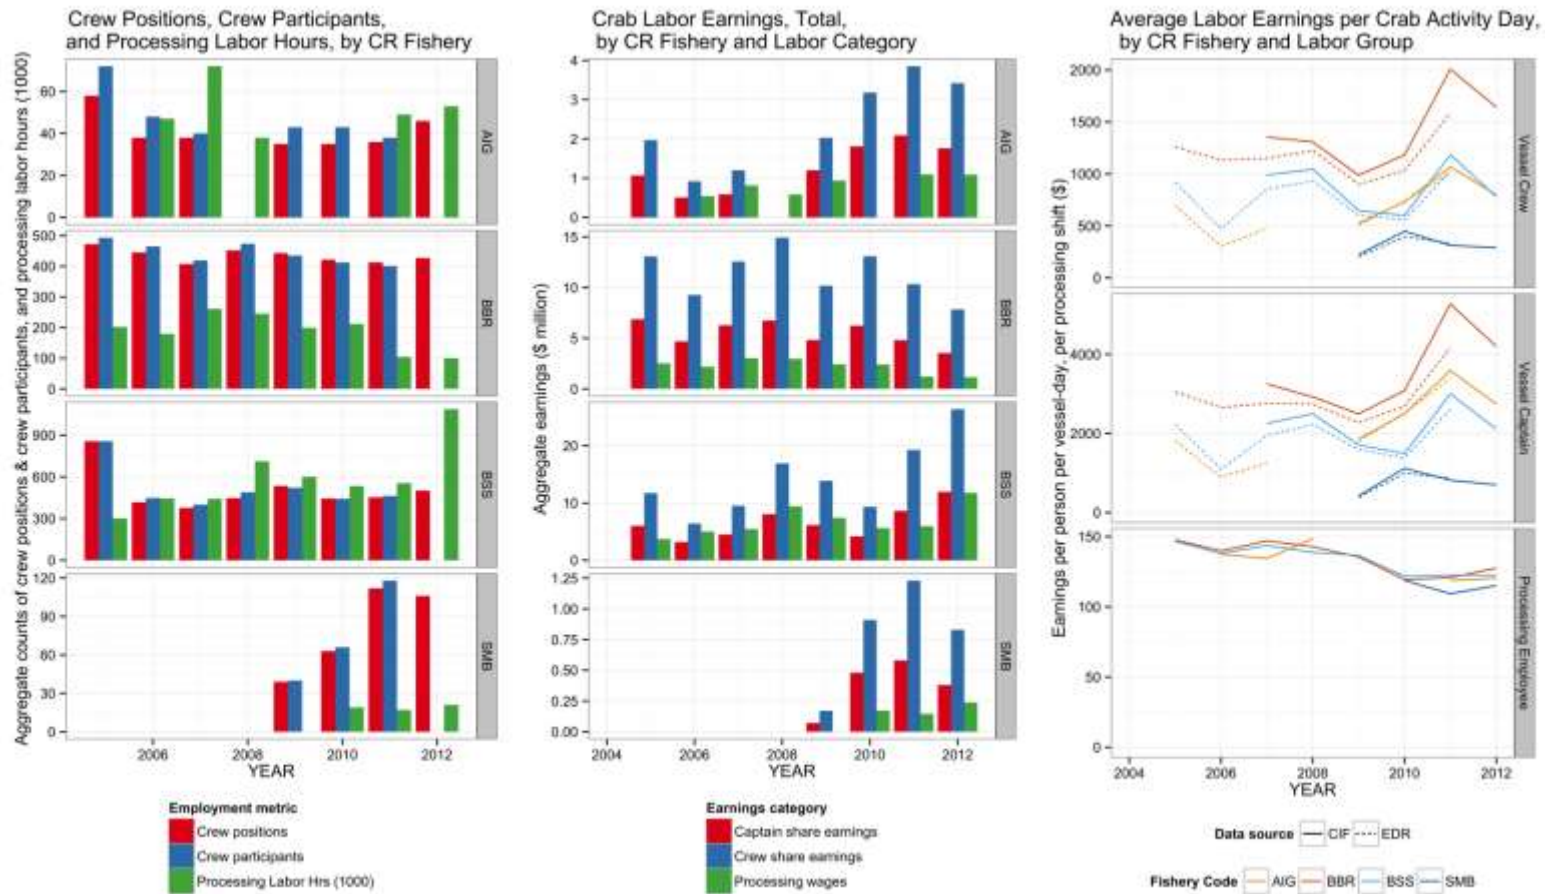 Crew Positions, Crew Participants,
and Processing Labor Hours, by CR Fishery
Aggregate counts of crew positions & crew participants, and processing labor hours (1000)
60
40
20
0
AIG
500
400
300
200
100
0
BBR
900
600
300
0
BSS
120
90
60
30
0
SMB
2006
2008
2010
2012
YEAR
Employment metric
Crew positions
Crew participants
Processing Labor Hrs (1000)
Crab Labor Earnings, Total,
by CR Fishery and Labor Category
Aggregate earnings ($ million)
4
3
2
1
0
AIG
15
10
5
0
BBR
20
10
0
BSS
1.25
1.00
0.75
0.50
0.25
0.00
SMB
2004
2006
2008
2010
2012
YEAR
Earnings category
Captain share earnings
Crew share earnings
Processing wages
Average Labor Earnings per Crab Activity Day,
by CR Fishery and Labor Group
Earnings per person per vessel-day, per processing shift ($)
2000
1500
1000
500
0
Vessel Crew
4000
2000
0
Vessel Captain
150
100
50
0
Processing Employee
2004
2006
2008
2010
2012
YEAR
Data source CIF EDR
Fishery Code AIG BBR BSS SMB